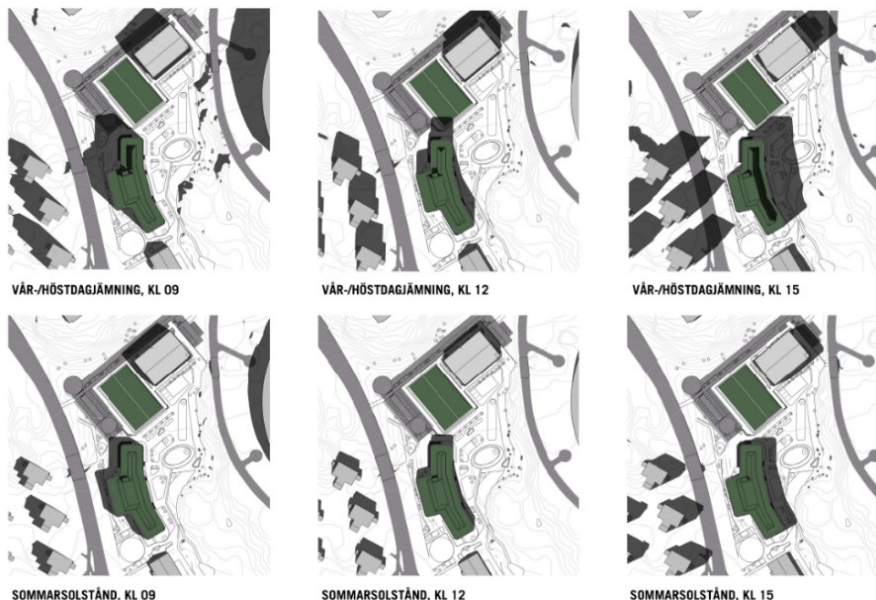 VÅR-/HÖSTDAGJÄMNING, KL 09
VÅR-/HÖSTDAGJÄMNING, KL 12
VÅR-/HÖSTDAGJÄMNING, KL 15
SOMMARSOLSTÅND, KL 09
SOMMARSOLSTÅND, KL 12
SOMMARSOLSTÅND, KL 15